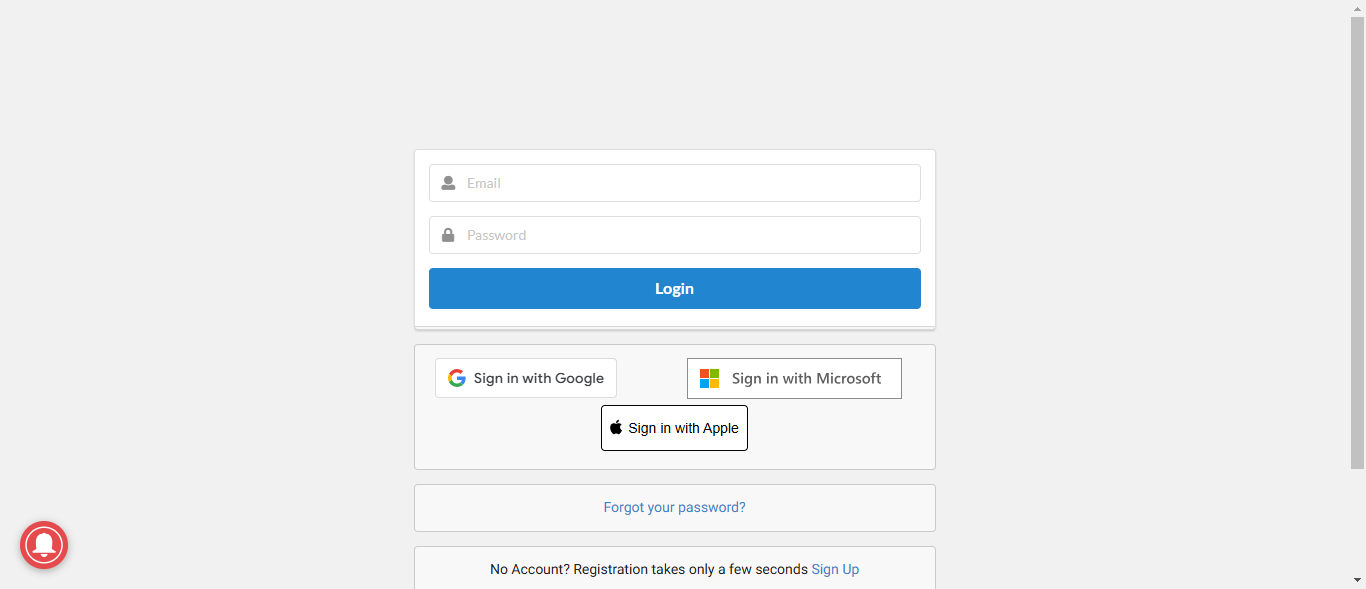 Email
Password
Login
Sign in with Google
Sign in with Microsoft
Sign in with Apple
Forgot your password?
No Account? Registration takes only a few seconds Sign Up